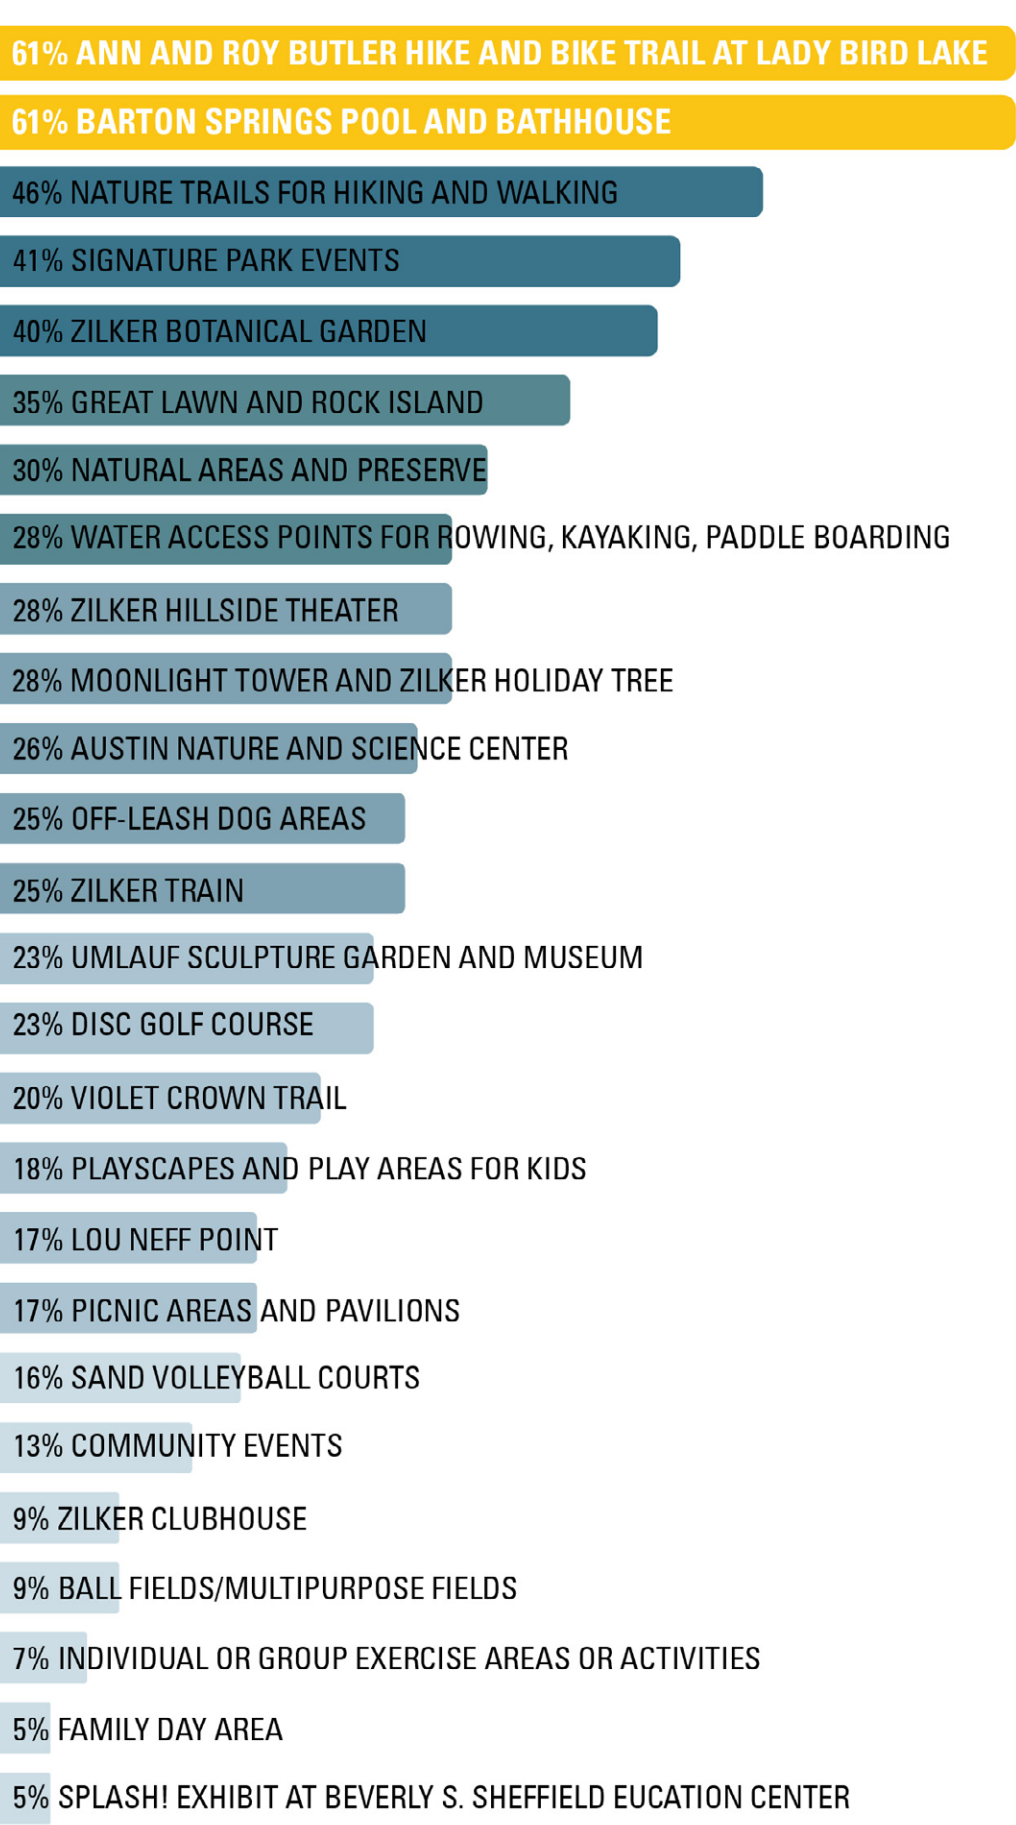 61% ANN AND ROY BUTLER HIKE AND BIKE TRAIL AT LADY BIRD LAKE
61% BARTON SPRINGS POOL AND BATHHOUSE
46% NATURE TRAILS FOR HIKING AND WALKING
41% SIGNATURE PARK EVENTS
40% ZILKER BOTANICAL GARDEN
35% GREAT LAWN AND ROCK ISLAND
30% NATURAL AREAS AND PRESERVE
28% WATER ACCESS POINTS FOR ROWING, KAYAKING, PADDLE BOARDING
28% ZILKER HILLSIDE THEATER
28% MOONLIGHT TOWER AND ZILKER HOLIDAY TREE
26% AUSTIN NATURE AND SCIENCE CENTER
25% OFF-LEASH DOG AREAS
25% ZILKER TRAIN
23% UMLAUF SCULPTURE GARDEN AND MUSEUM
23% DISC GOLF COURSE
20% VIOLET CROWN TRAIL
18% PLAYSCAPES AND PLAY AREAS FOR KIDS
17% LOU NEFF POINT
17% PICNIC AREAS AND PAVILIONS
16% SAND VOLLEYBALL COURTS
13% COMMUNITY EVENTS
9% ZILKER CLUBHOUSE
9% BALL FIELDS/MULTIPURPOSE FIELDS
7% INDIVIDUAL OR GROUP EXERCISE AREAS OR ACTIVITIES
5% FAMILY DAY AREA
5% SPLASH! EXHIBIT AT BEVERLY S. SHEFFIELD EUCATION CENTER